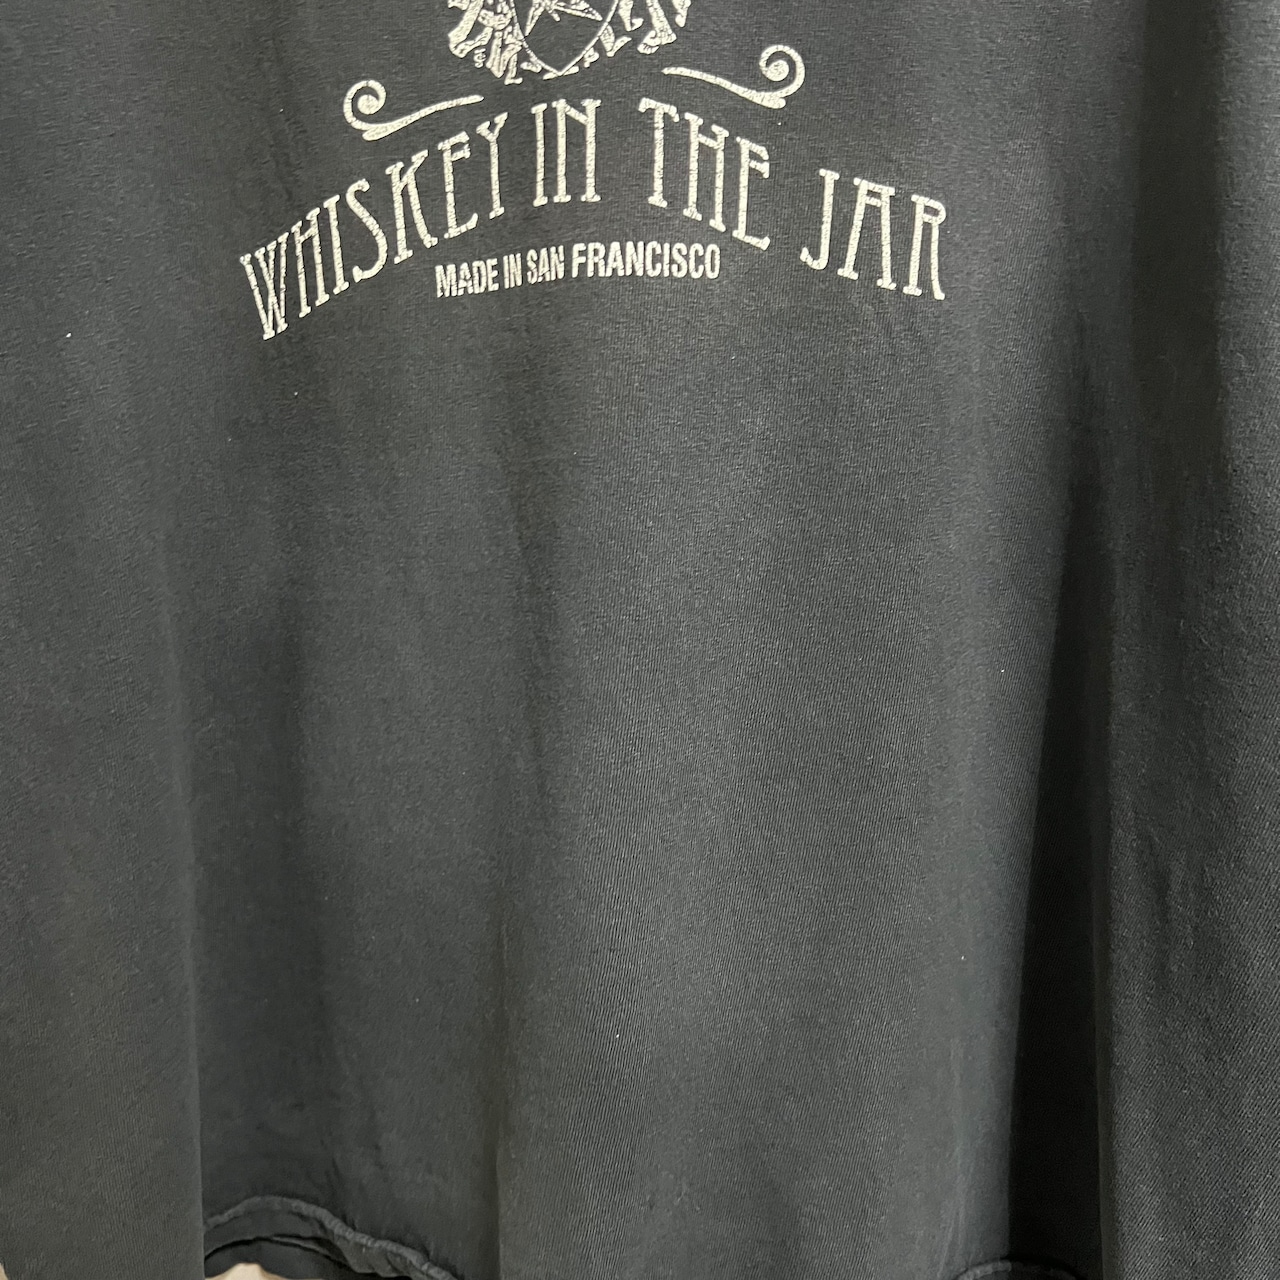 WHISKEY IN THE JAR
MADE IN SAN FRANCISCO